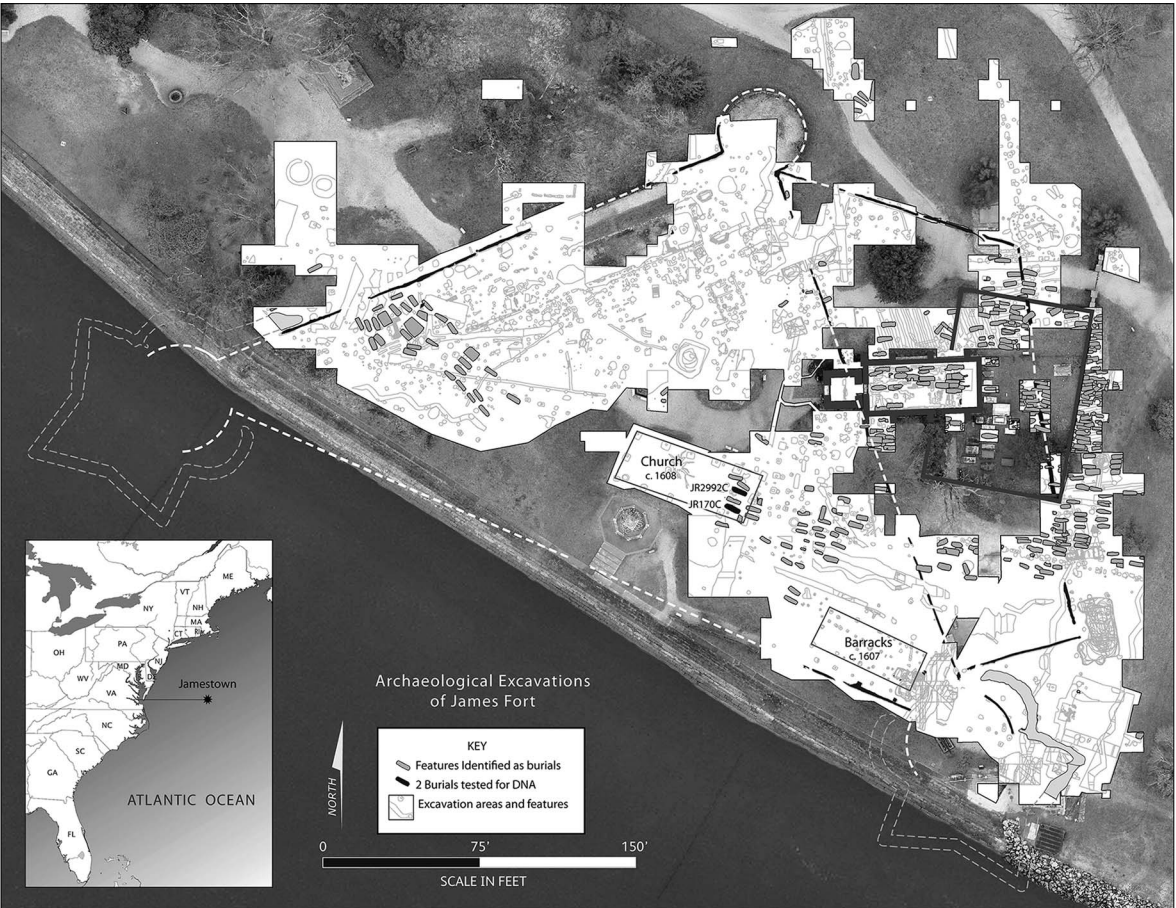 Church
c. 1608
JR2992C
JR170C
Barracks
c. 1607
ME
VT
NH
NY
MA
CT
RI
PA
NJ
OH
MD
WV
VA
Jamestown
NC
SC
GA
FL
ATLANTIC OCEAN
Archaeological Excavations
of James Fort
NORTH
KEY
Features Identified as burials
2 Burials tested for DNA
Excavation areas and features
0 75' 150'
SCALE IN FEET